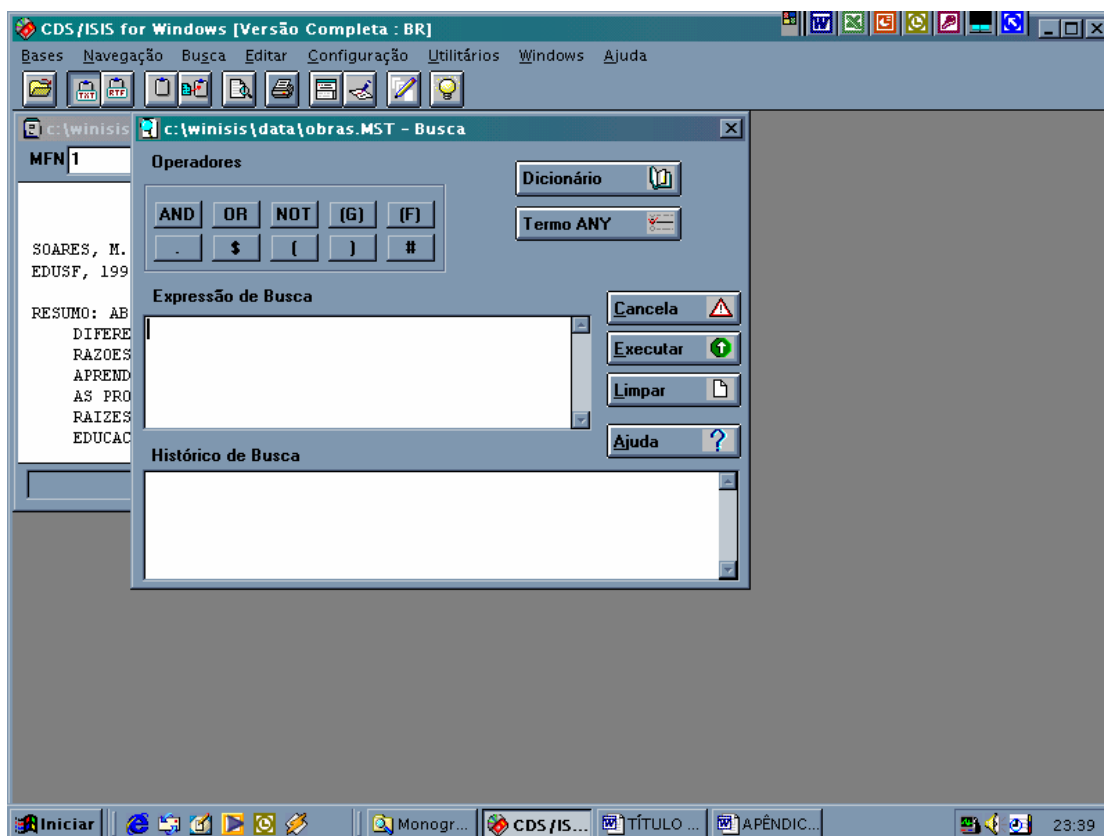 CDS/ISIS for Windows [Versão Completa : BR]
Bases Navegação Busca Editar Configuração Utilitários Windows Ajuda
TXT RTF
c:\winisis
MFN 1
SOARES, M.
EDUSF, 199
RESUMO: AB
DIFERE
RAZOES
APREND
AS PRO
RAIZES
EDUCAC
c:\winisis\data\obras.MST - Busca
Operadores
AND OR NOT (G) (F)
. $ ( ) #
Dicionário
Termo ANY
Expressão de Busca
Cancela
Executar
Limpar
Ajuda
Histórico de Busca
Iniciar Monogr... CDS/IS... TÍTULO ... APÊNDIC... 23:39